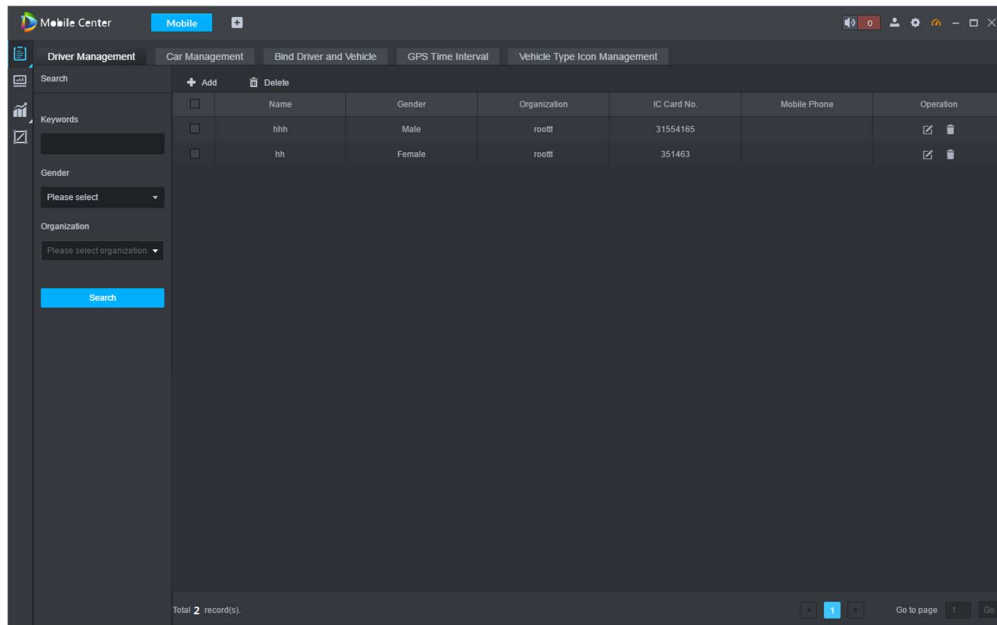 Mobile Center Mobile 0
Driver Management Car Management Bind Driver and Vehicle GPS Time Interval Vehicle Type Icon Management
Search
Add Delete
Name Gender Organization IC Card No. Mobile Phone Operation
Keywords
hhh Male roottt 31554165
hh Female roottt 351463
Gender
Please select
Organization
Please select organization
Search
Total 2 record(s). 1 Go to page 1 Go